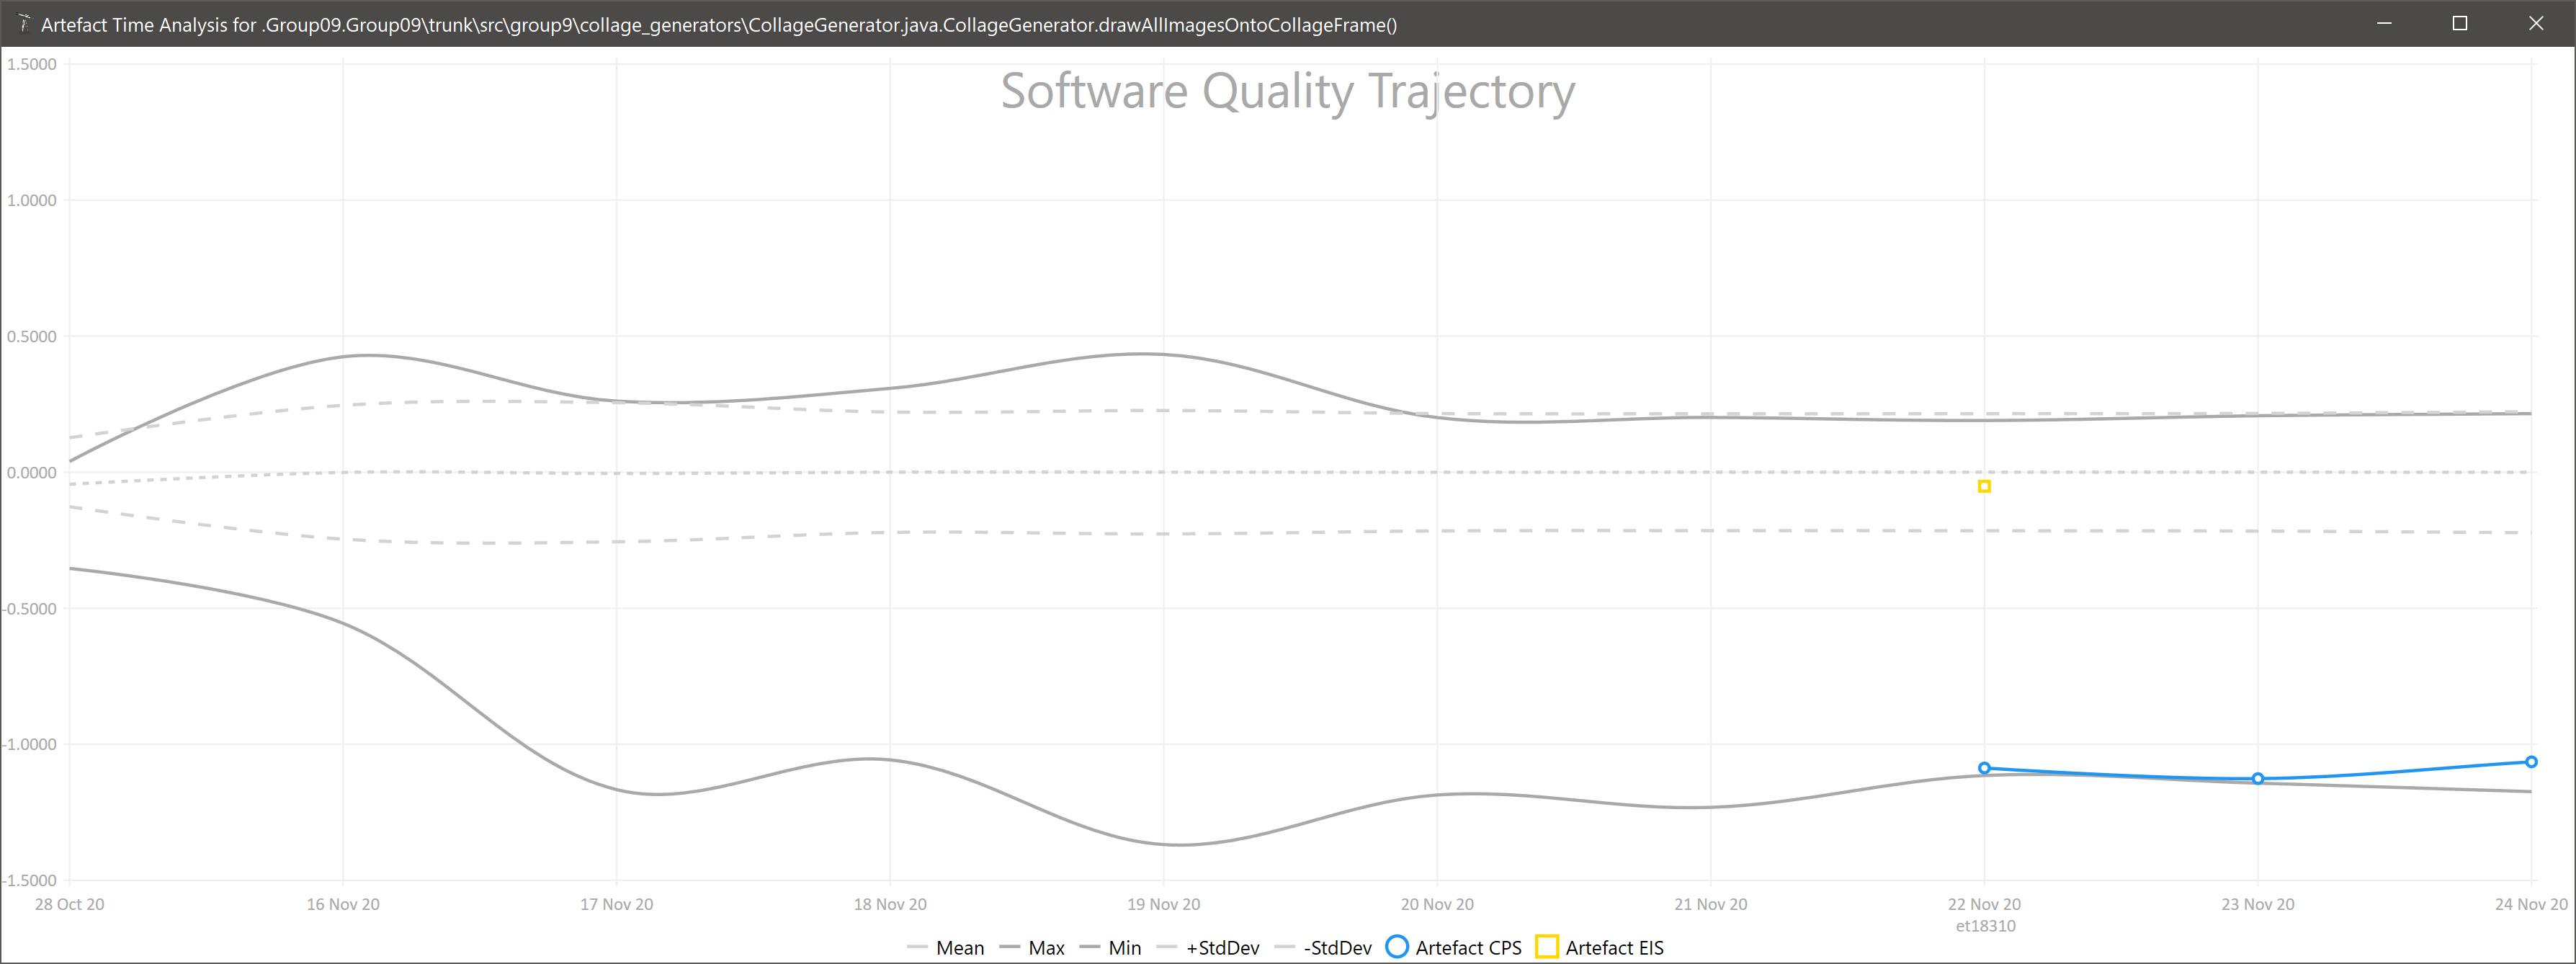 Artefact Time Analysis for .Group09.Group09\trunk\src\group9\collage_generators\CollageGenerator.java.CollageGenerator.drawAllImagesOntoCollageFrame()
Software Quality Trajectory
1.5000
1.0000
0.5000
0.0000
-0.5000
-1.0000
-1.5000
28 Oct 20 16 Nov 20 17 Nov 20 18 Nov 20 19 Nov 20 20 Nov 20 21 Nov 20 22 Nov 20 23 Nov 20 24 Nov 20
et18310
Mean Max Min +StdDev -StdDev Artefact CPS Artefact EIS